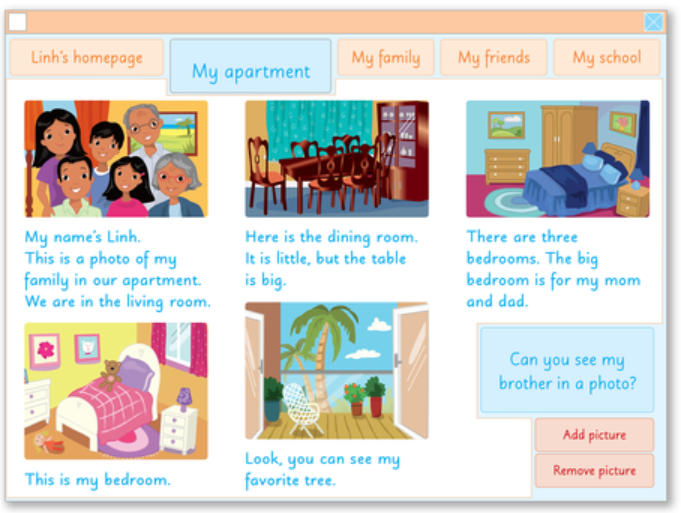 Linh's homepage
My apartment
My family
My friends
My school
My name's Linh.
This is a photo of my
family in our apartment.
We are in the living room.
Here is the dining room.
It is little, but the table
is big.
There are three
bedrooms. The big
bedroom is for my mom
and dad.
This is my bedroom.
Look, you can see my
favorite tree.
Can you see my
brother in a photo?
Add picture
Remove picture